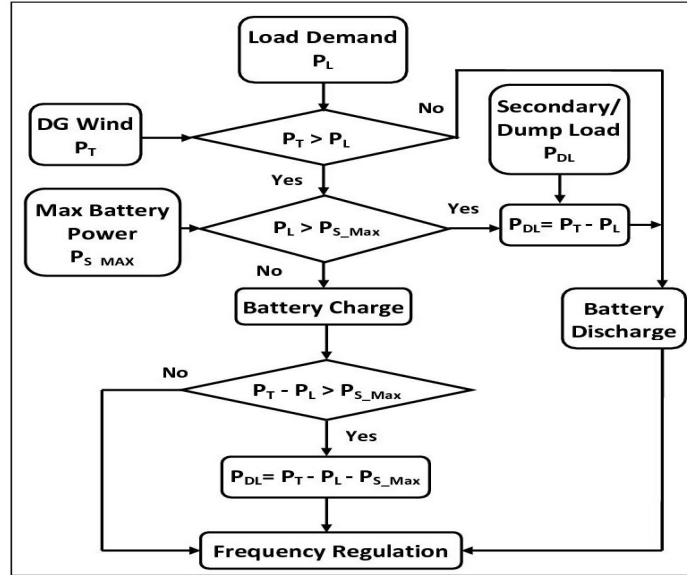 Load Demand
P_L
No
DG Wind
P_T
P_T > P_L
Secondary/
Dump Load
P_DL
Yes
Max Battery
Power
P_S_MAX
P_L > P_S_Max
Yes
P_DL= P_T - P_L
No
Battery Charge
Battery
Discharge
No
P_T - P_L > P_S_Max
Yes
P_DL= P_T - P_L - P_S_Max
Frequency Regulation